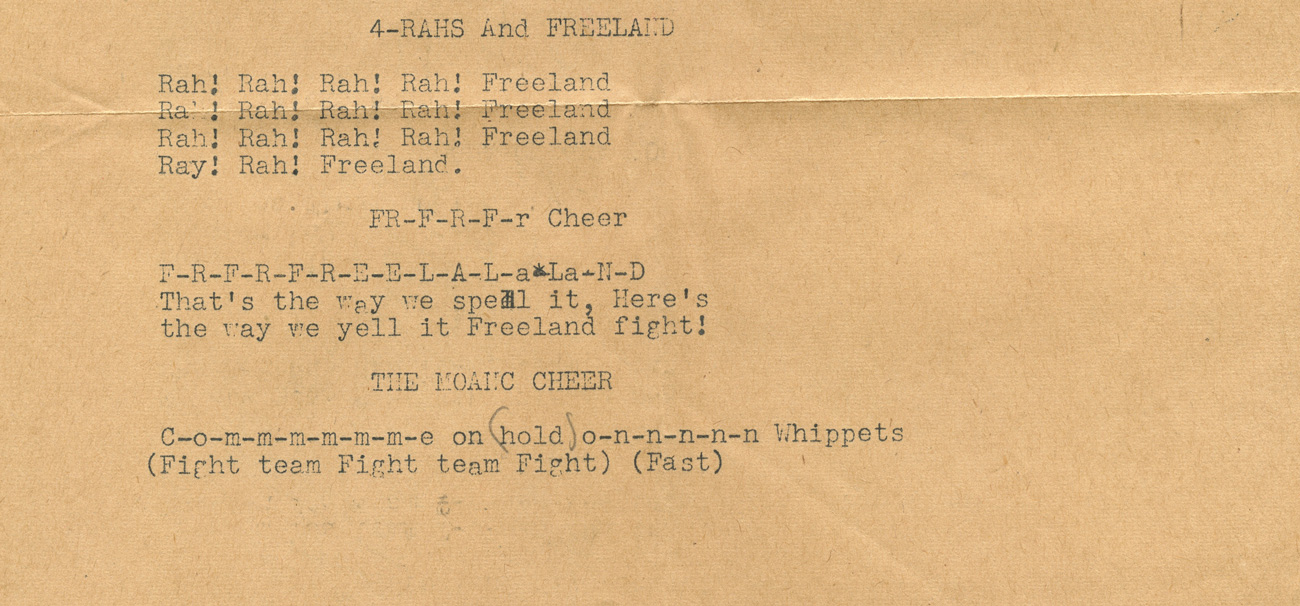 4-RAHS And FREELAND
Rah! Rah! Rah! Rah! Freeland
Rah! Rah! Rah! Rah! Freeland
Rah! Rah! Rah! Rah! Freeland
Ray! Rah! Freeland.
FR-F-R-F-r Cheer
F-R-F-R-F-R-E-E-L-A-L-a*La-N-D
That's the way we spell it, Here's
the way we yell it Freeland fight!
THE MOANC CHEER
C-o-m-m-m-m-m-m-e on (hold) o-n-n-n-n-n Whippets
(Fight team Fight team Fight) (Fast)